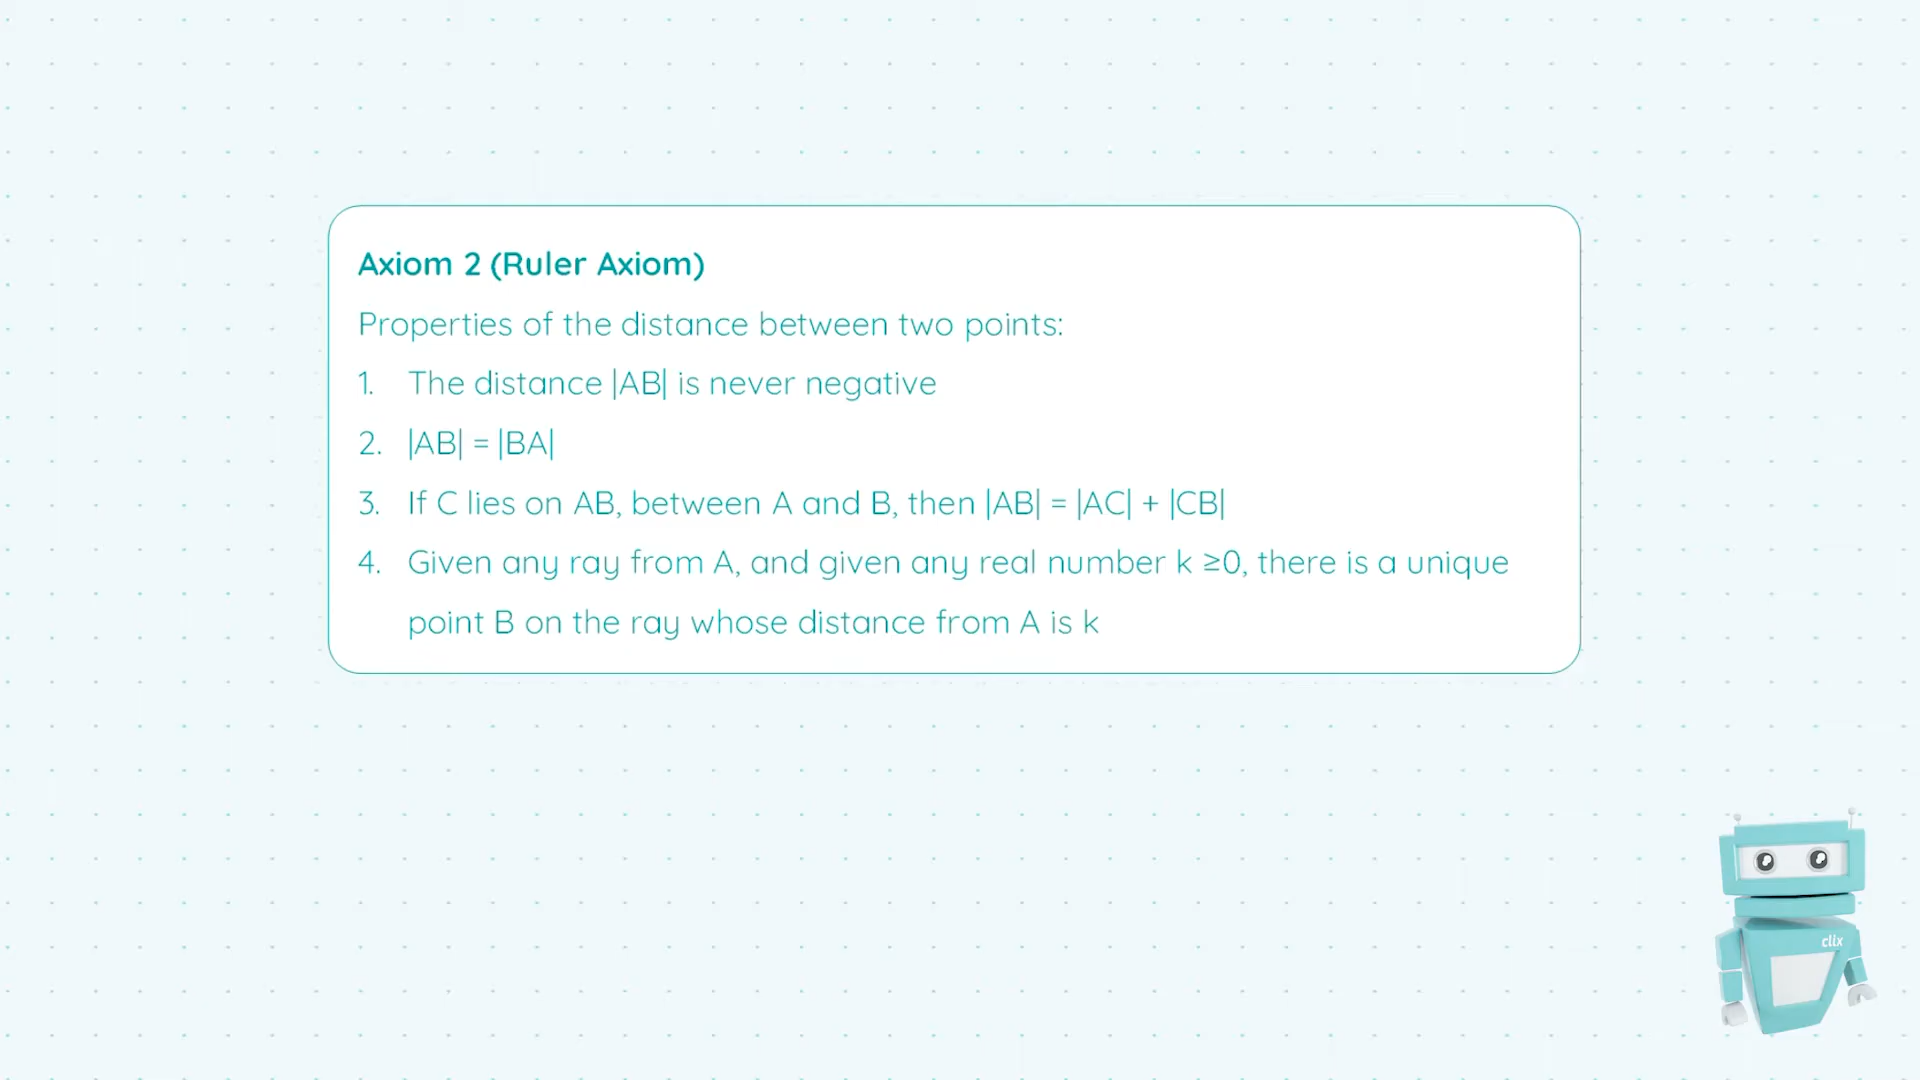 Axiom 2 (Ruler Axiom)
Properties of the distance between two points:
1. The distance |AB| is never negative
2. |AB| = |BA|
3. If C lies on AB, between A and B, then |AB| = |AC| + |CB|
4. Given any ray from A, and given any real number k ≥0, there is a unique
point B on the ray whose distance from A is k
clix